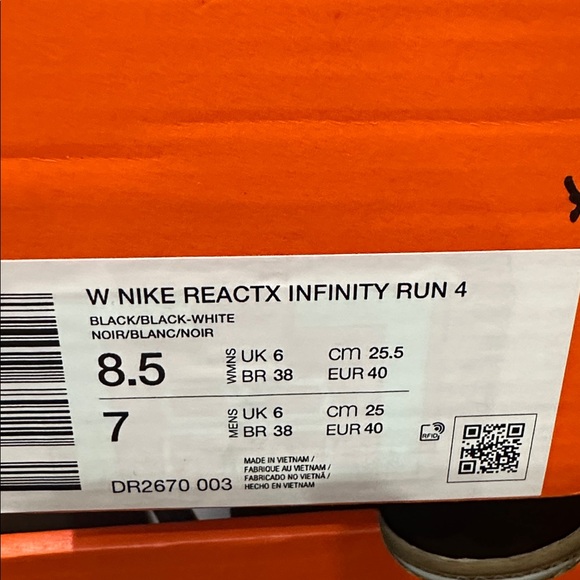 W NIKE REACTX INFINITY RUN 4
BLACK/BLACK-WHITE
NOIR/BLANC/NOIR
8.5 WMNS UK 6 cm 25.5
BR 38 EUR 40
7 MENS UK 6 cm 25
BR 38 EUR 40
RFID
MADE IN VIETNAM /
FABRIQUE AU VIETNAM /
FABRICADO NO VIETNÃ /
HECHO EN VIETNAM
DR2670 003